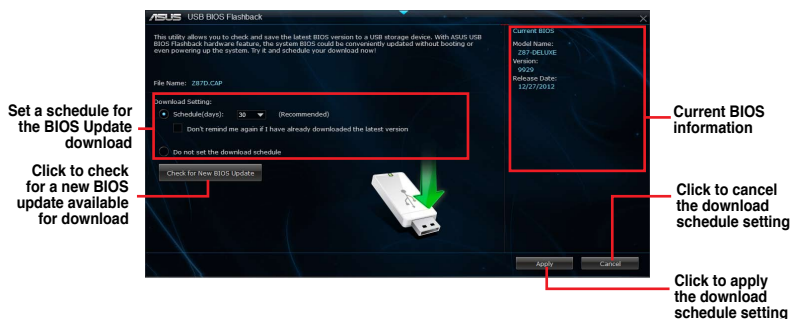 ASUS USB BIOS Flashback
This utility allows you to check and save the latest BIOS version to a USB storage device. With ASUS USB
BIOS Flashback hardware feature, the system BIOS could be conveniently updated without booting or
even powering up the system. Try it and schedule your download now!
File Name: Z87D.CAP
Download Setting:
Schedule(days): 30 (Recommended)
Don't remind me again if I have already downloaded the latest version
Do not set the download schedule
Check for New BIOS Update
Current BIOS
Model Name:
Z87-DELUXE
Version:
9929
Release Date:
12/27/2012
Apply
Cancel
Set a schedule for
the BIOS Update
download
Click to check
for a new BIOS
update available
for download
Current BIOS
information
Click to cancel
the download
schedule setting
Click to apply
the download
schedule setting